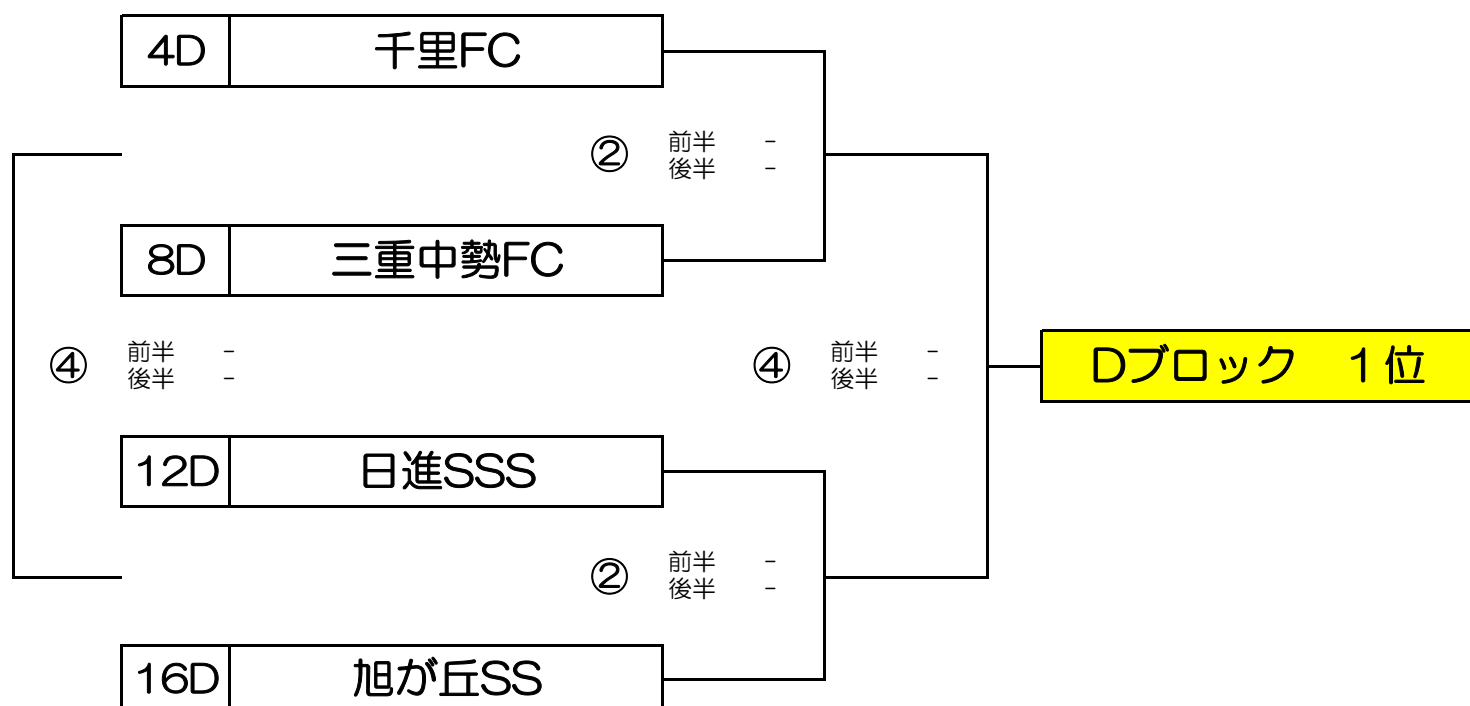 4D 千里FC
② 前半 -
後半 -
8D 三重中勢FC
④ 前半 -
後半 -
④ 前半 -
後半 -
Dブロック １位
12D 日進SSS
② 前半 -
後半 -
16D 旭が丘SS